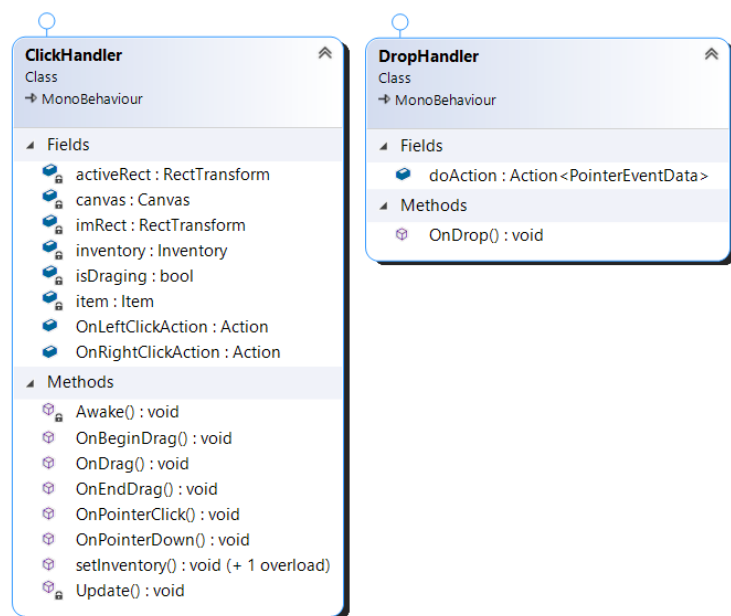 ClickHandler
Class
MonoBehaviour
Fields
activeRect : RectTransform
canvas : Canvas
imRect : RectTransform
inventory : Inventory
isDraging : bool
item : Item
OnLeftClickAction : Action
OnRightClickAction : Action
Methods
Awake() : void
OnBeginDrag() : void
OnDrag() : void
OnEndDrag() : void
OnPointerClick() : void
OnPointerDown() : void
setInventory() : void (+ 1 overload)
Update() : void
DropHandler
Class
MonoBehaviour
Fields
doAction : Action<PointerEventData>
Methods
OnDrop() : void